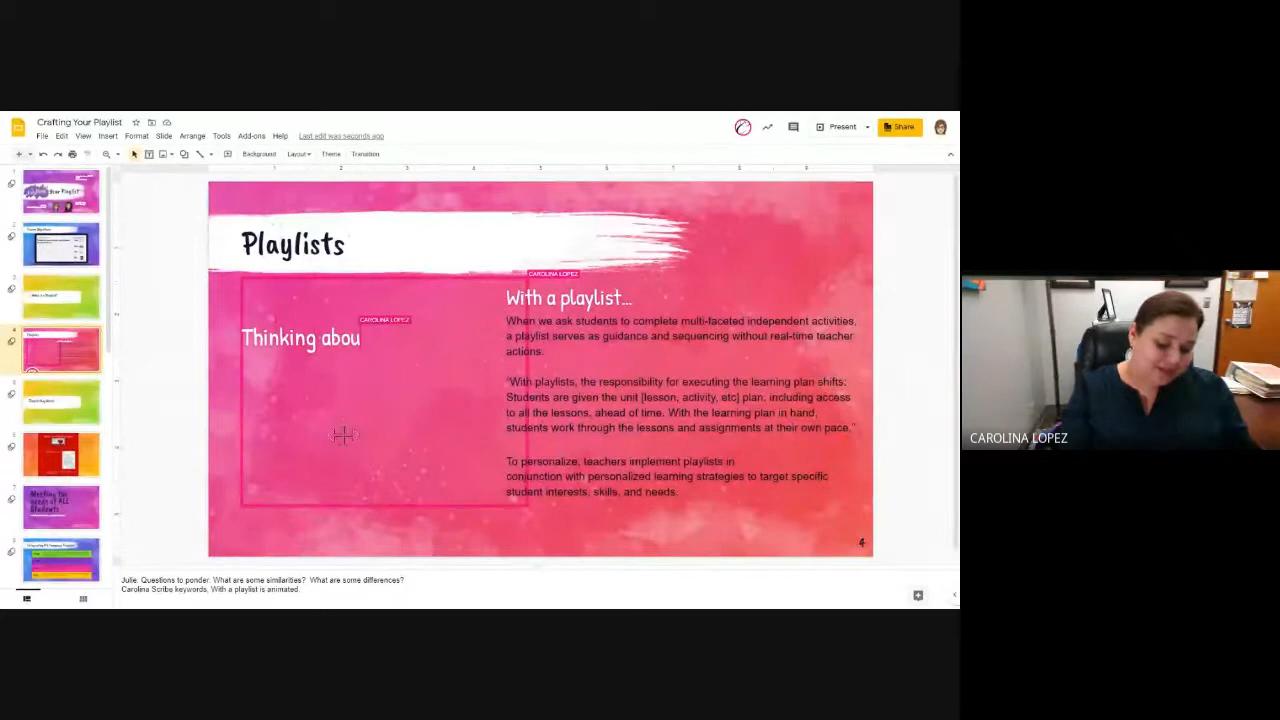 Crafting Your Playlist
File Edit View Insert Format Slide Arrange Tools Add-ons Help Last edit was seconds ago
Present
Share
Background Layout Theme Transition
Playlists
CAROLINA LOPEZ
With a playlist...
When we ask students to complete multi-faceted independent activities,
a playlist serves as guidance and sequencing without real-time teacher
actions.
"With playlists, the responsibility for executing the learning plan shifts:
Students are given the unit [lesson, activity, etc] plan, including access
to all the lessons, ahead of time. With the learning plan in hand,
students work through the lessons and assignments at their own pace."
To personalize, teachers implement playlists in
conjunction with personalized learning strategies to target specific
student interests, skills, and needs.
CAROLINA LOPEZ
Thinking abou
4
Meeting the
needs of ALL
Students
Julie: Questions to ponder: What are some similarities? What are some differences?
Carolina Scribe keywords, With a playlist is animated.
CAROLINA LOPEZ